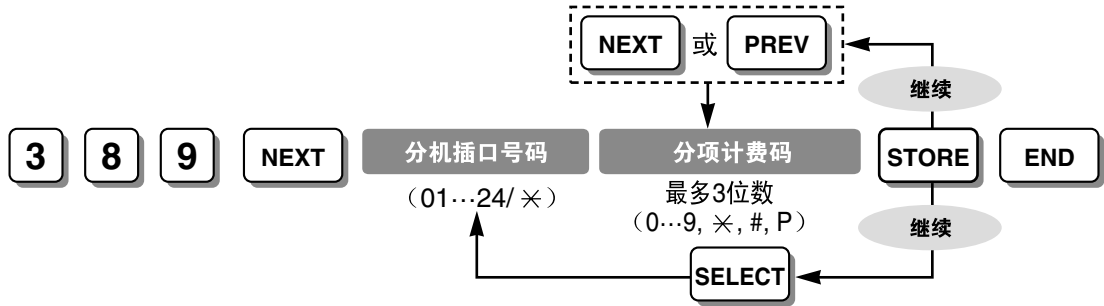 NEXT 或 PREV
继续
3 8 9 NEXT 分机插口号码 分项计费码 STORE END
（01…24/ ✳）
最多3位数
（0…9, ✳, #, P）
继续
SELECT